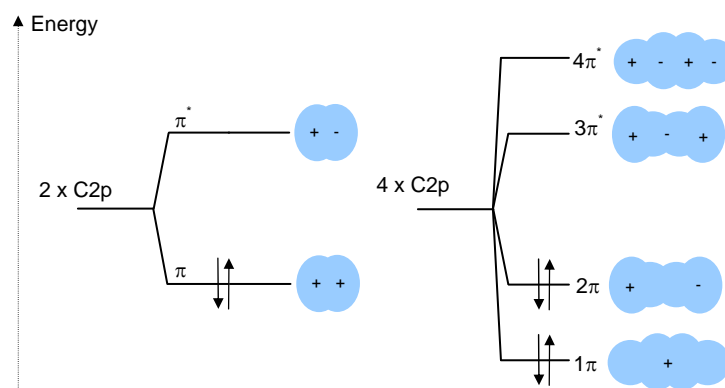 Energy
π*
+ -
2 x C2p
π
+ +
4π*
+ - + -
3π*
+ - +
4 x C2p
2π
+ -
1π
+